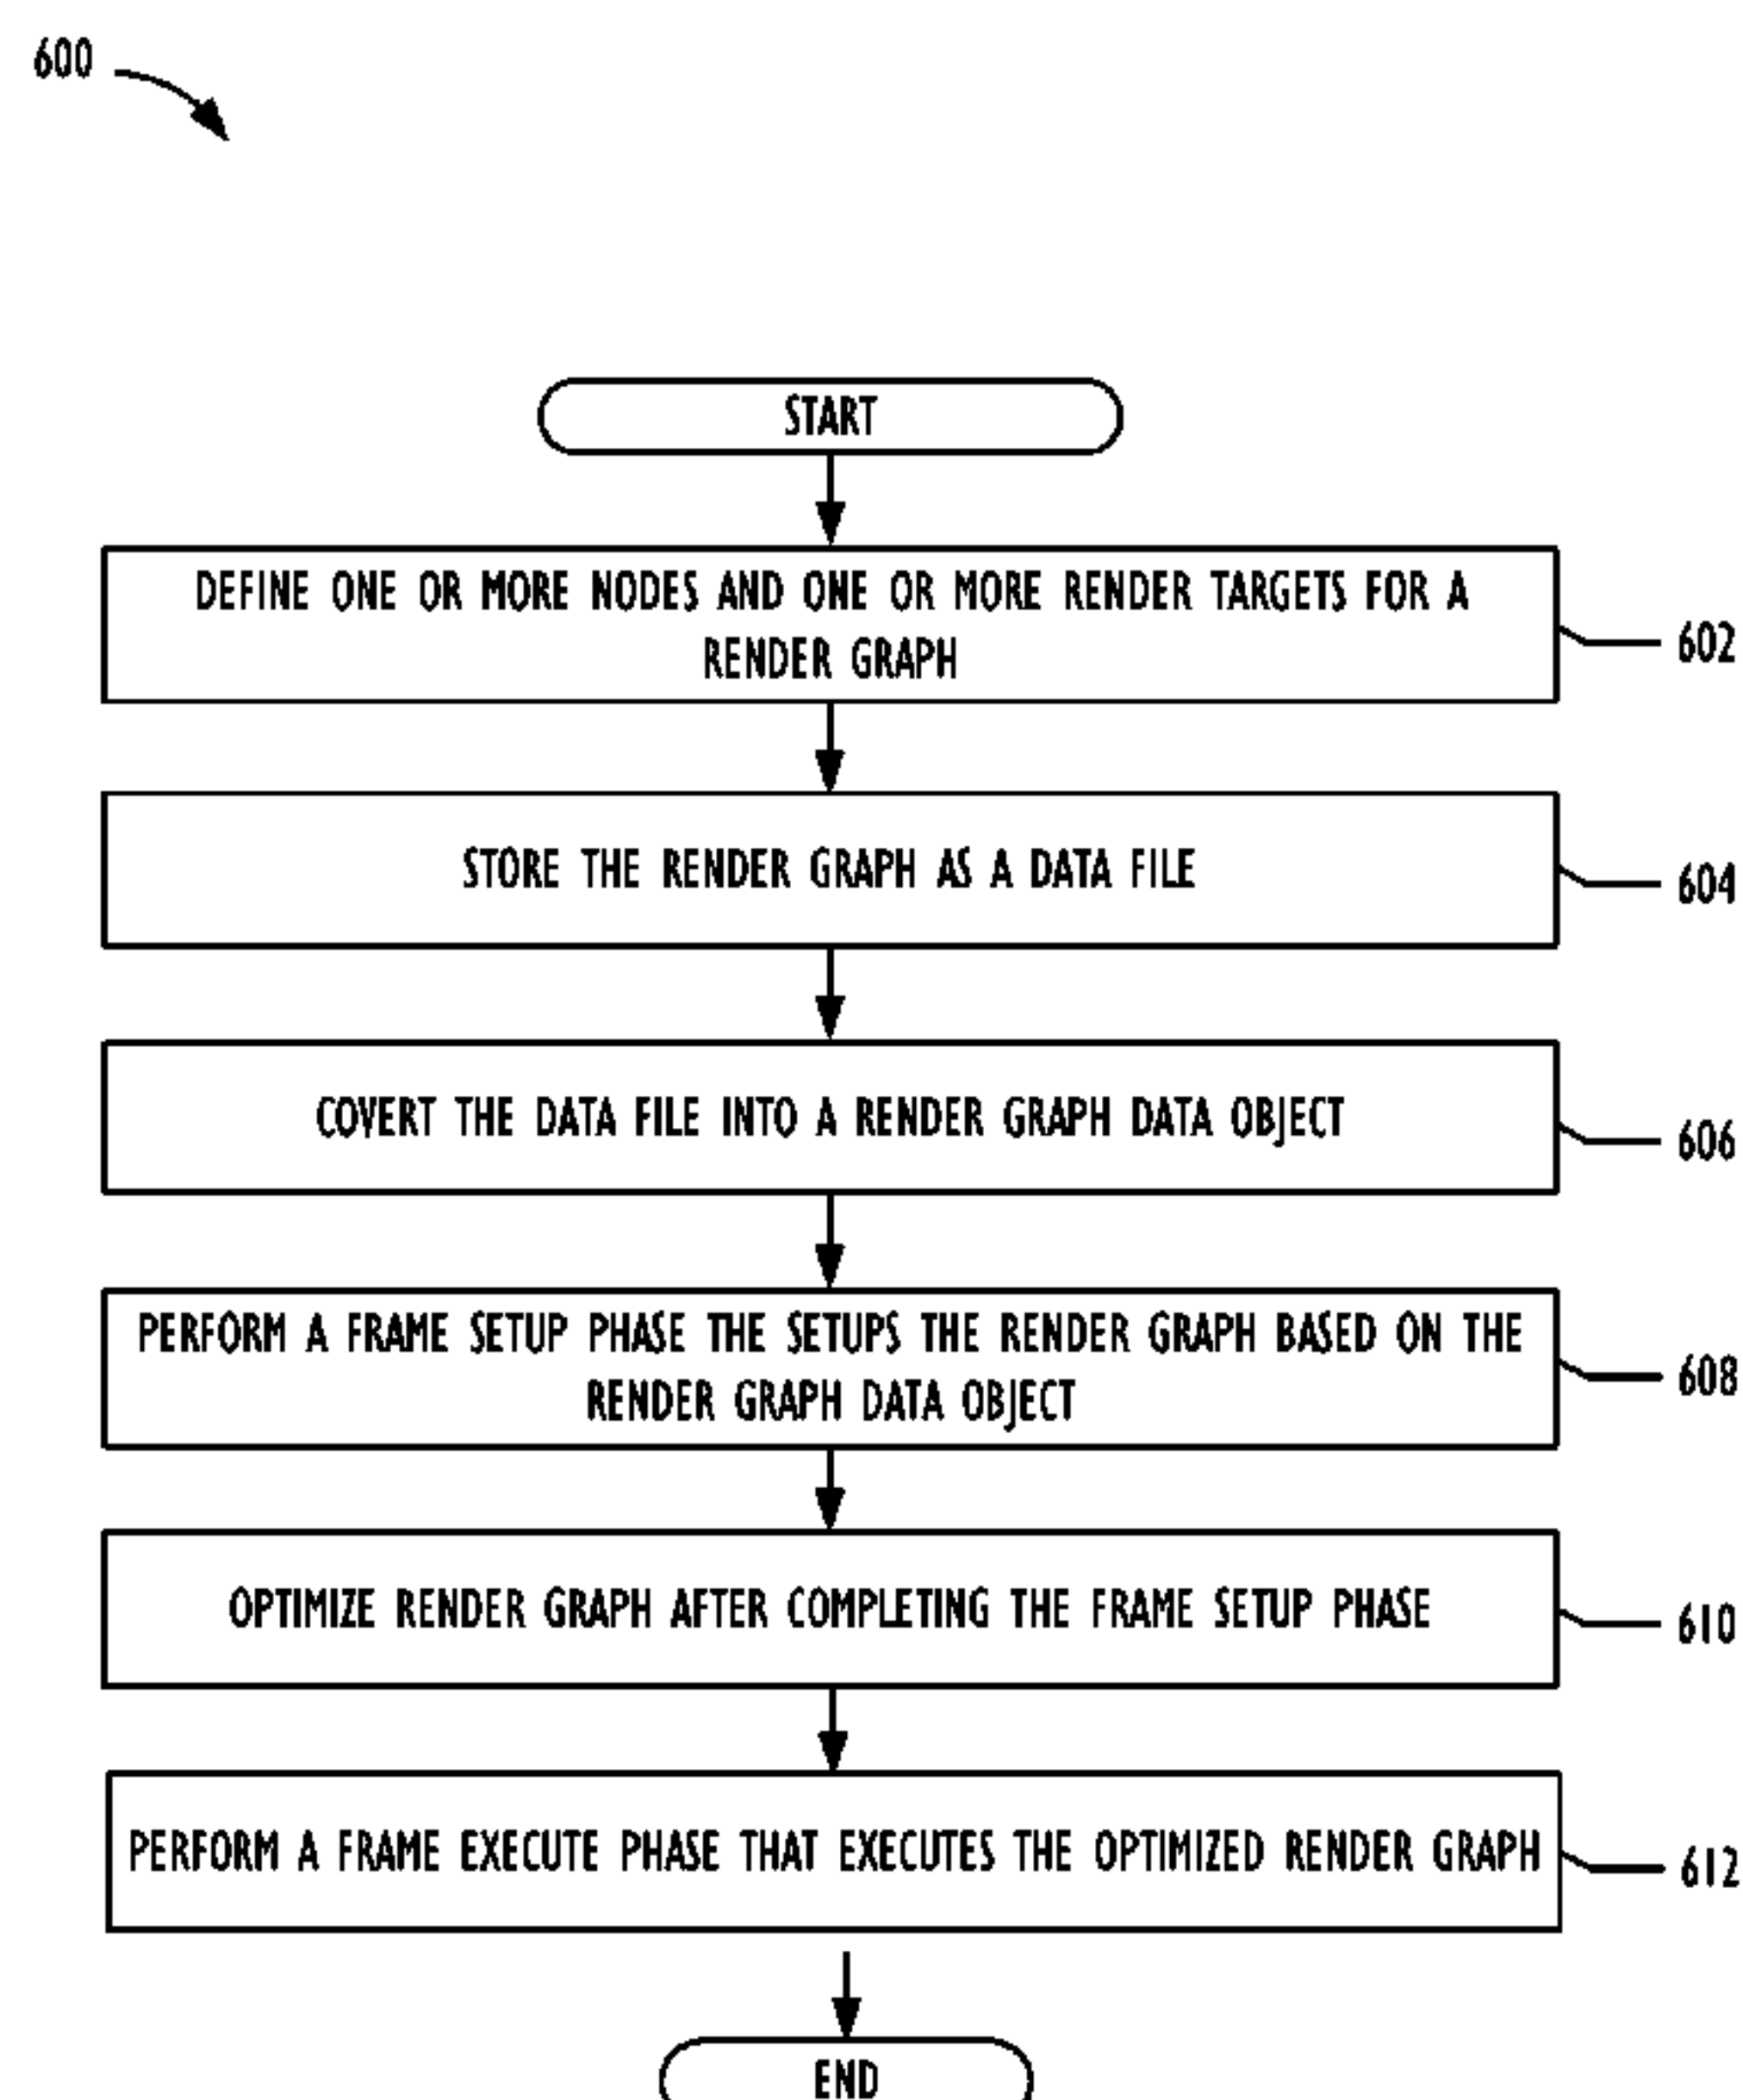 600
START
DEFINE ONE OR MORE NODES AND ONE OR MORE RENDER TARGETS FOR A
RENDER GRAPH
602
STORE THE RENDER GRAPH AS A DATA FILE
604
COVERT THE DATA FILE INTO A RENDER GRAPH DATA OBJECT
606
PERFORM A FRAME SETUP PHASE THE SETUPS THE RENDER GRAPH BASED ON THE
RENDER GRAPH DATA OBJECT
608
OPTIMIZE RENDER GRAPH AFTER COMPLETING THE FRAME SETUP PHASE
610
PERFORM A FRAME EXECUTE PHASE THAT EXECUTES THE OPTIMIZED RENDER GRAPH
612
END